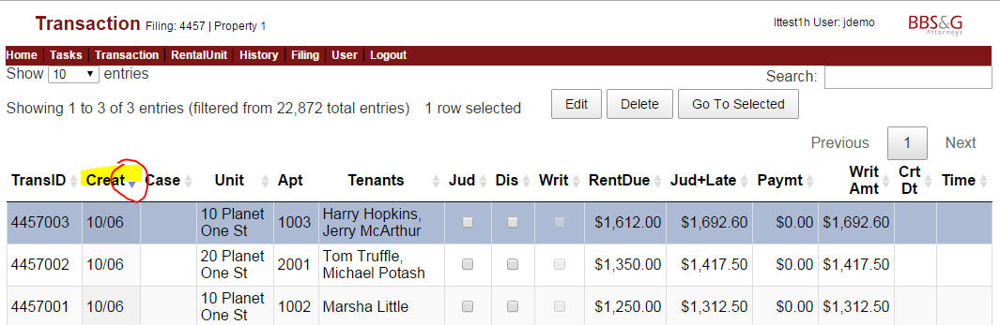 Transaction Filing: 4457 | Property 1
lttest1h User: jdemo
BBS&G
Attorneys
Home Tasks Transaction RentalUnit History Filing User Logout
Show 10 entries
Search:
Showing 1 to 3 of 3 entries (filtered from 22,872 total entries) 1 row selected
Edit Delete Go To Selected
Previous 1 Next
TransID Creat Case Unit Apt Tenants Jud Dis Writ RentDue Jud+Late Paymt Writ Amt Crt Dt Time
4457003 10/06 10 Planet One St 1003 Harry Hopkins, Jerry McArthur $1,612.00 $1,692.60 $0.00 $1,692.60
4457002 10/06 20 Planet One St 2001 Tom Truffle, Michael Potash $1,350.00 $1,417.50 $0.00 $1,417.50
4457001 10/06 10 Planet One St 1002 Marsha Little $1,250.00 $1,312.50 $0.00 $1,312.50